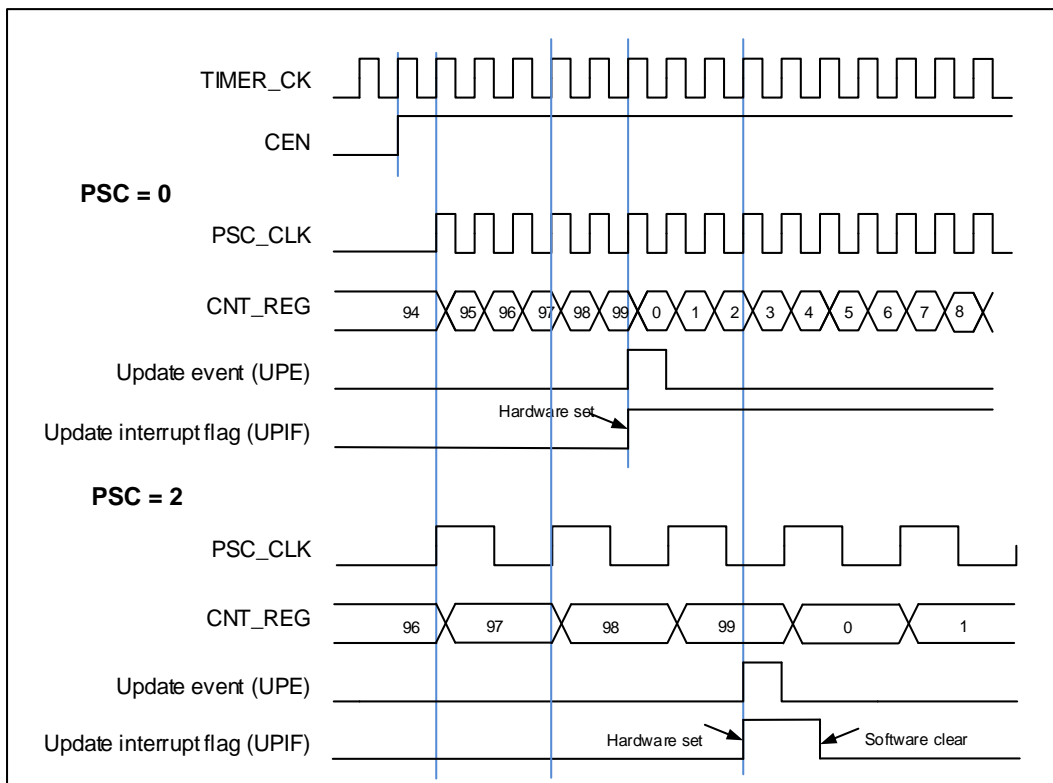 TIMER_CK
CEN
PSC = 0
PSC_CLK
CNT_REG 94 95 96 97 98 99 0 1 2 3 4 5 6 7 8
Update event (UPE)
Hardware set
Update interrupt flag (UPIF)
PSC = 2
PSC_CLK
CNT_REG 96 97 98 99 0 1
Update event (UPE)
Update interrupt flag (UPIF) Hardware set Software clear